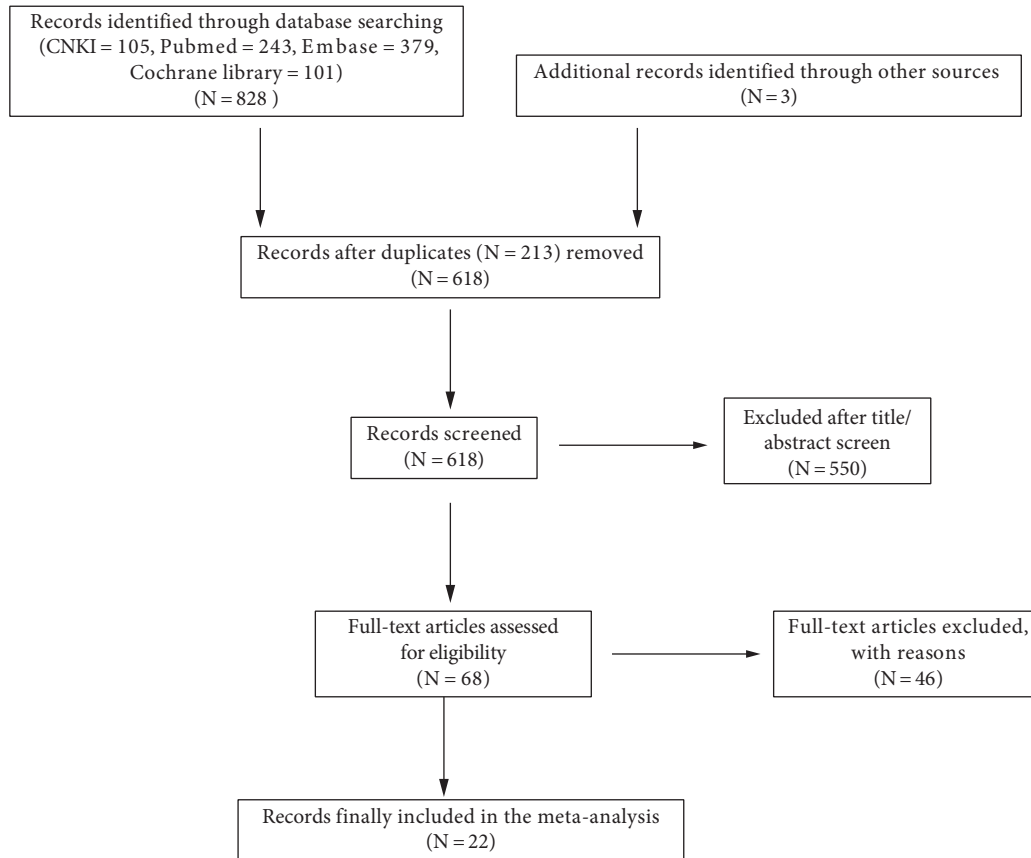 Records identified through database searching
(CNKI = 105, Pubmed = 243, Embase = 379,
Cochrane library = 101)
(N = 828 )
Additional records identified through other sources
(N = 3)
Records after duplicates (N = 213) removed
(N = 618)
Records screened
(N = 618)
Excluded after title/
abstract screen
(N = 550)
Full-text articles assessed
for eligibility
(N = 68)
Full-text articles excluded,
with reasons
(N = 46)
Records finally included in the meta-analysis
(N = 22)